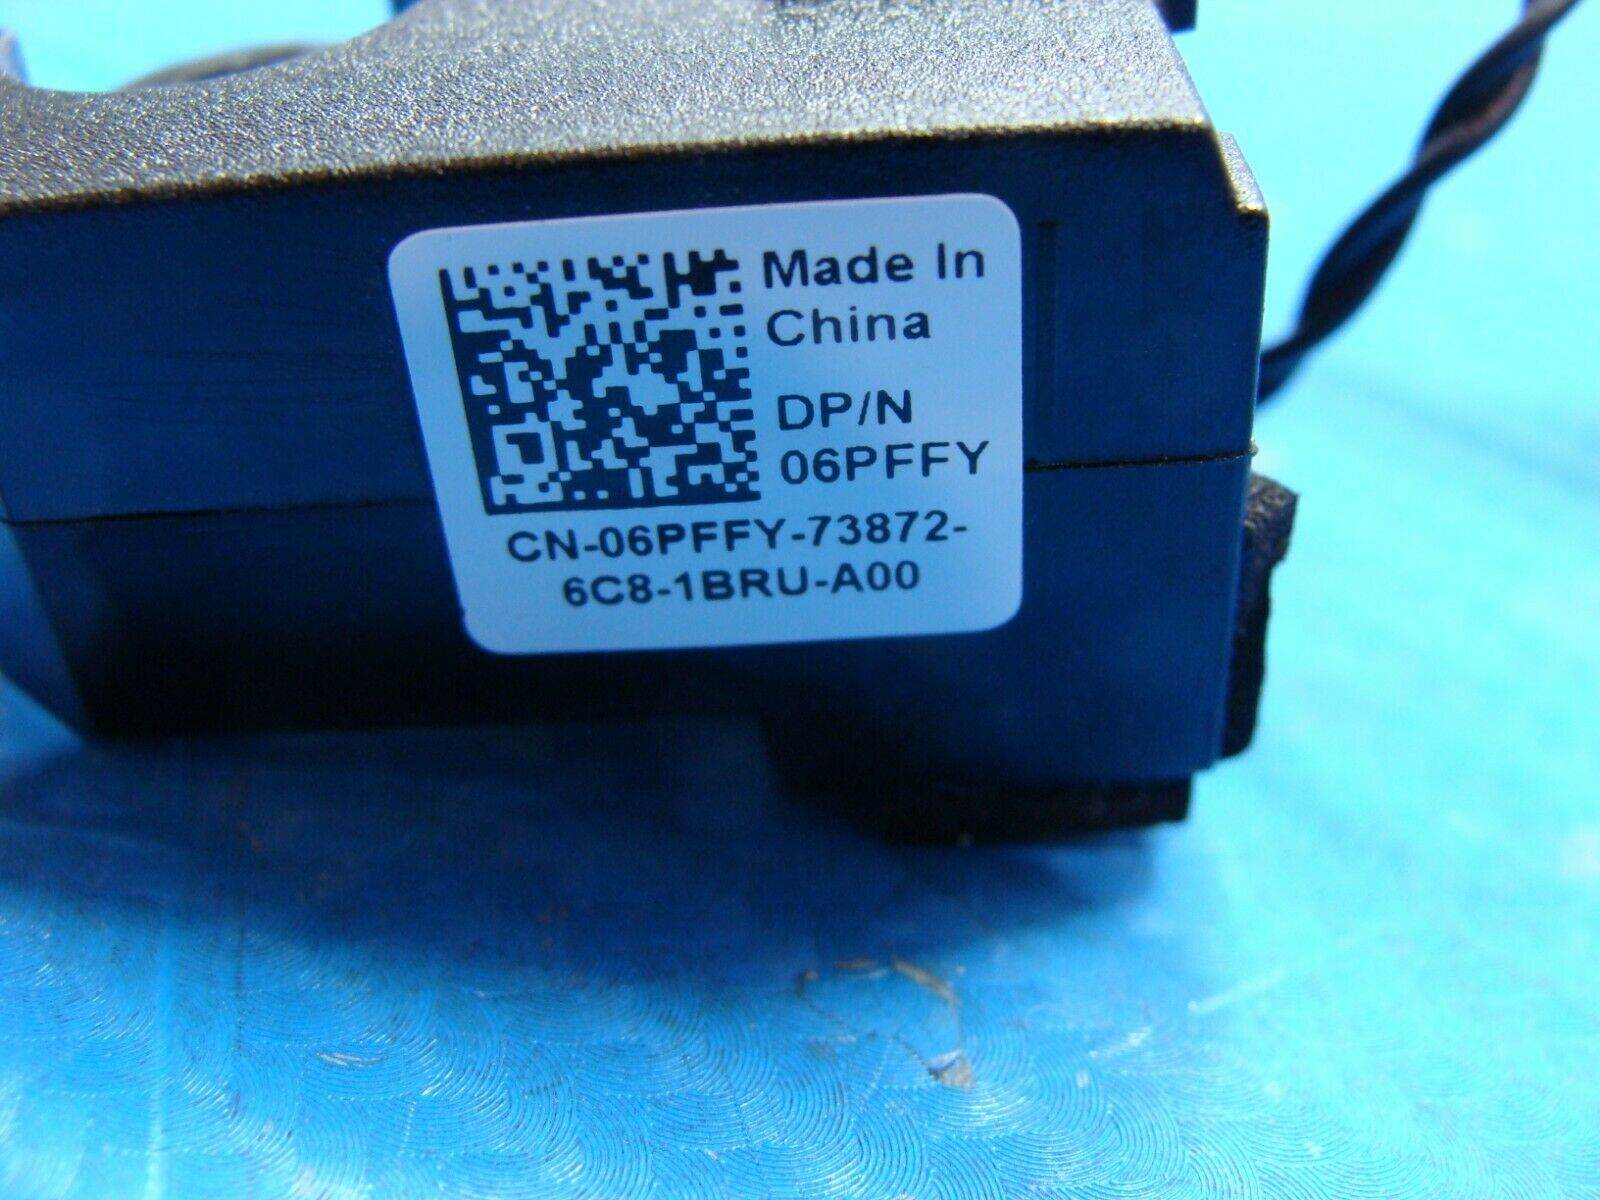 Made In
China
DP/N
06PFFY
CN-06PFFY-73872-
6C8-1BRU-A00